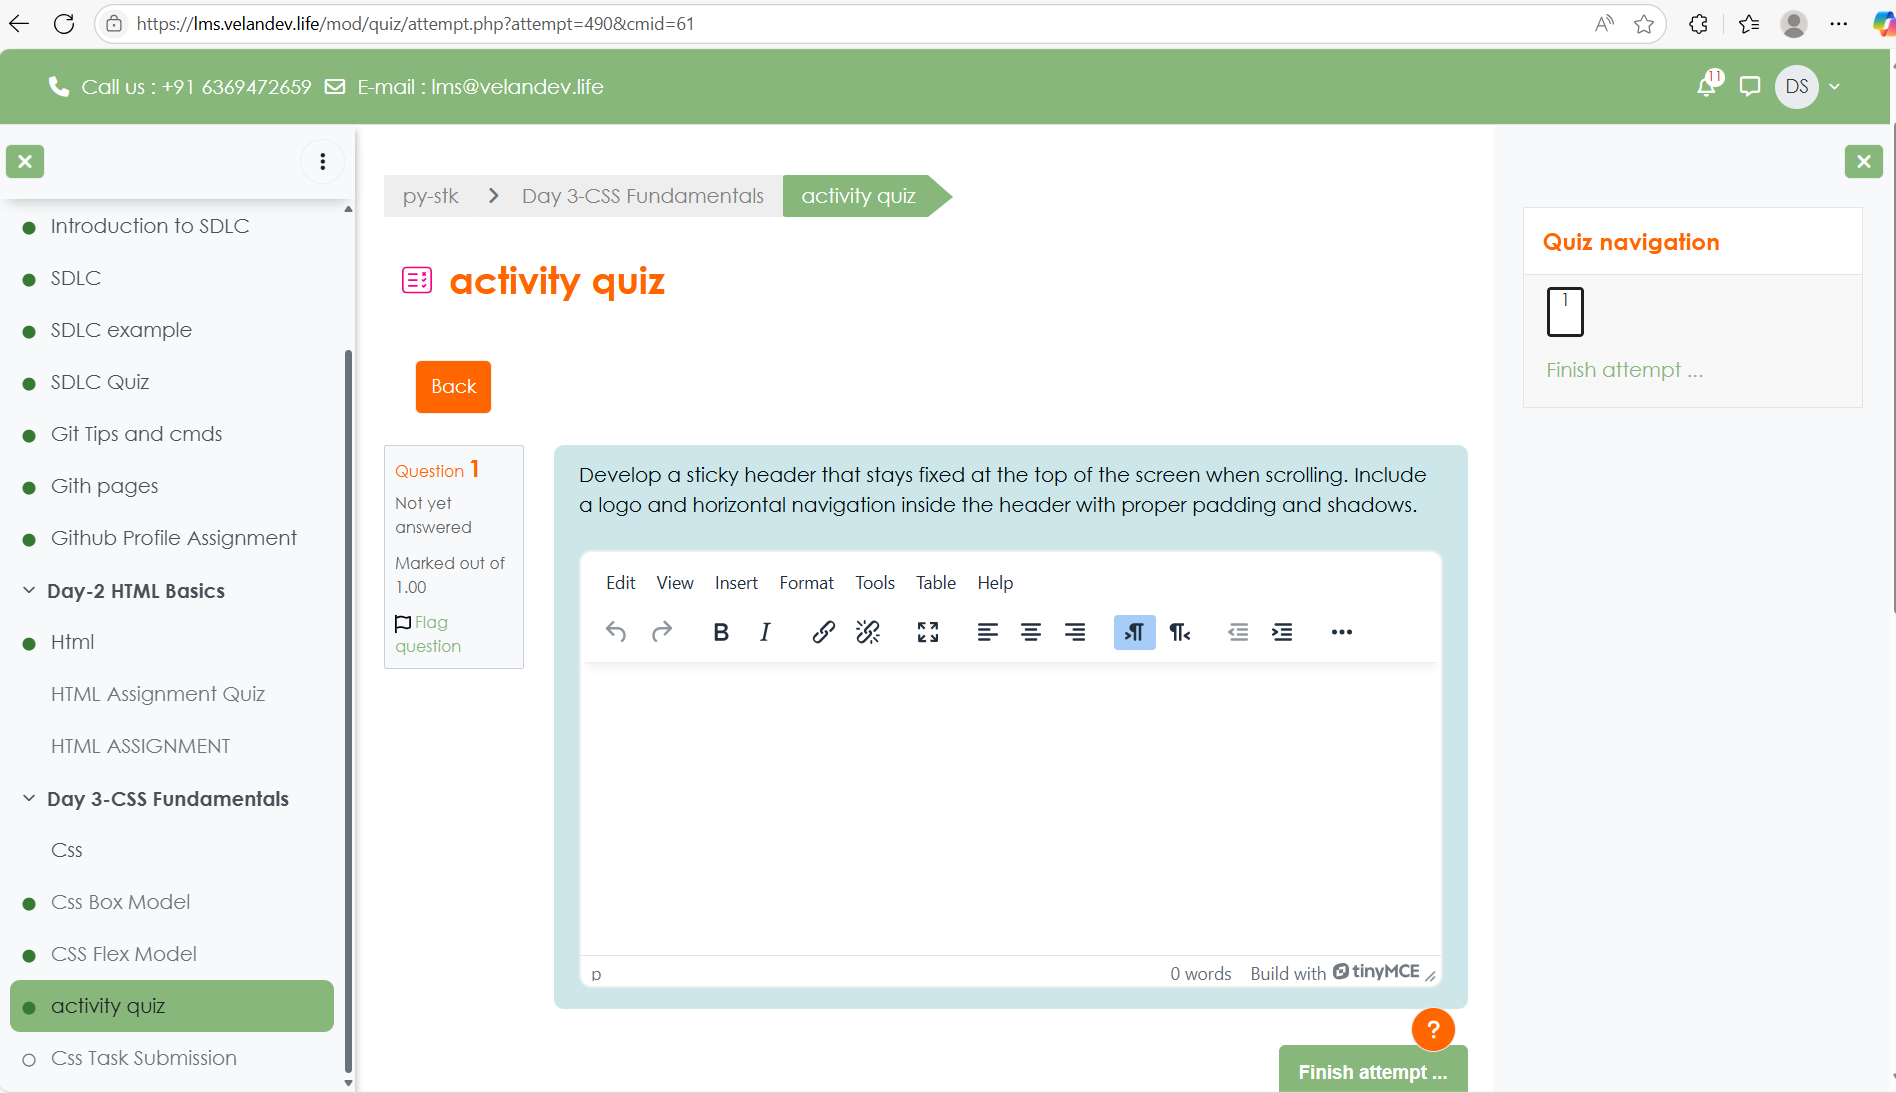 https://lms.velandev.life/mod/quiz/attempt.php?attempt=490&cmid=61
Call us : +91 6369472659 E-mail : lms@velandev.life
11
DS
Introduction to SDLC
SDLC
SDLC example
SDLC Quiz
Git Tips and cmds
Gith pages
Github Profile Assignment
Day-2 HTML Basics
Html
HTML Assignment Quiz
HTML ASSIGNMENT
Day 3-CSS Fundamentals
Css
Css Box Model
CSS Flex Model
activity quiz
Css Task Submission
py-stk Day 3-CSS Fundamentals activity quiz
activity quiz
Back
Question 1
Not yet
answered
Marked out of
1.00
Flag
question
Develop a sticky header that stays fixed at the top of the screen when scrolling. Include
a logo and horizontal navigation inside the header with proper padding and shadows.
Edit View Insert Format Tools Table Help
B I
p
0 words Build with tinyMCE
?
Finish attempt ...
Quiz navigation
1
Finish attempt ...